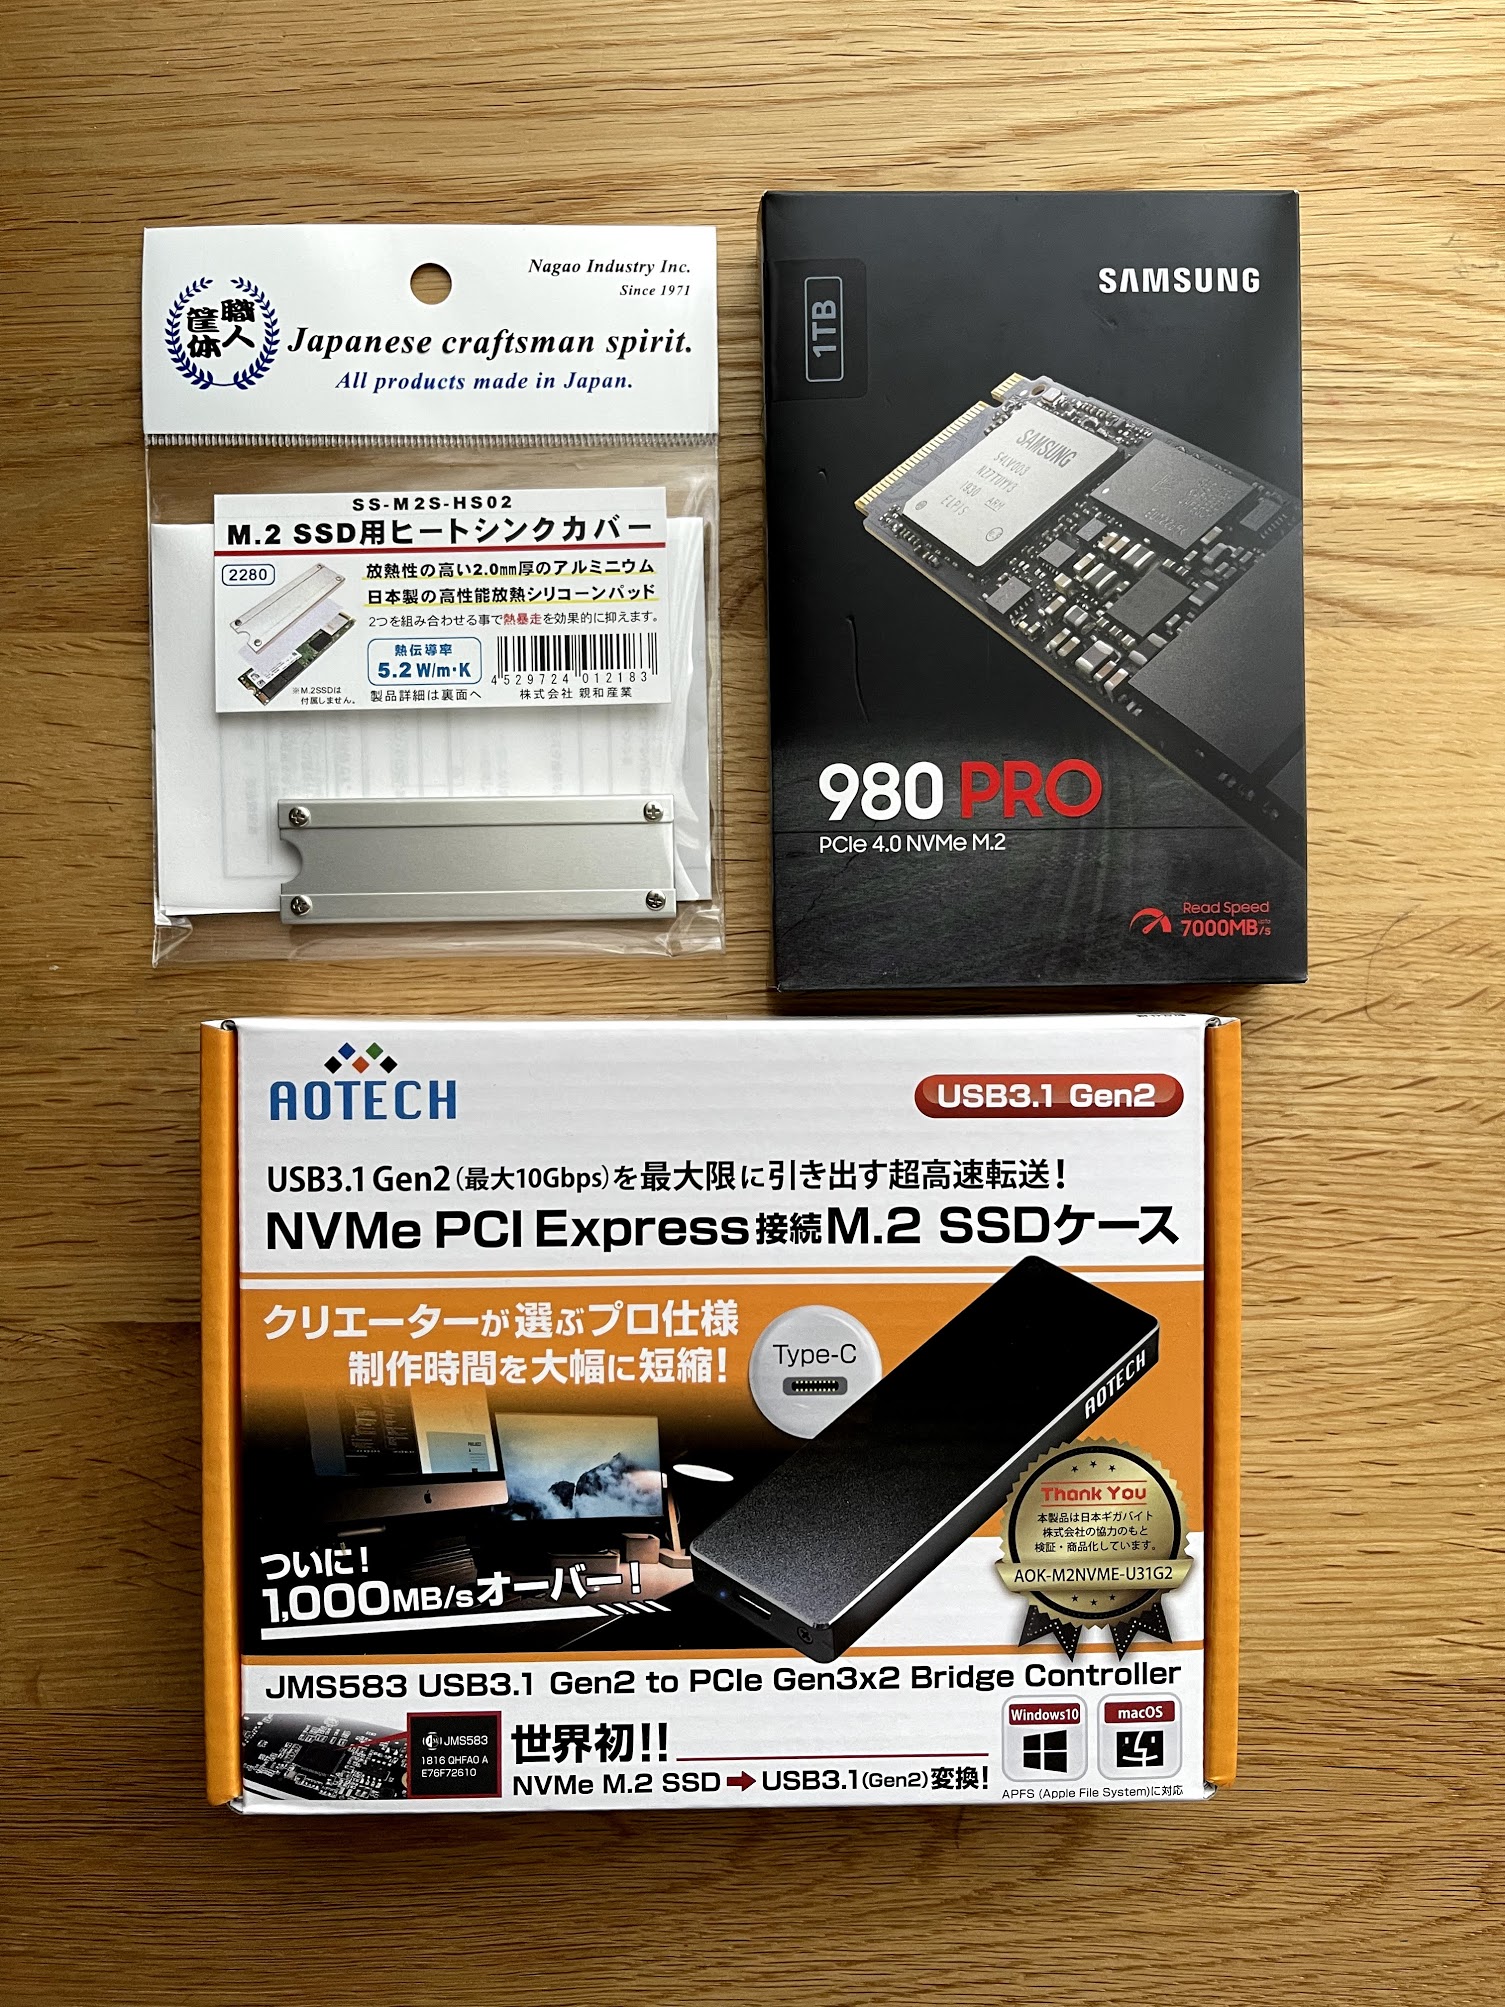 Nagao Industry Inc.
Since 1971
職人
筐体
Japanese craftsman spirit.
All products made in Japan.
SS-M2S-HS02
M.2 SSD用ヒートシンクカバー
2280
放熱性の高い2.0mm厚のアルミニウム
日本製の高性能放熱シリコーンパッド
2つを組み合わせる事で熱暴走を効果的に抑えます。
熱伝導率
5.2 W/m・K
4 529724 012183
※M.2SSDは
付属しません。
製品詳細は裏面へ
株式会社 親和産業
SAMSUNG
1TB
SAMSUNG
S4LV003
N27T0YY3
1930 ARM
ELPIS
980 PRO
PCIe 4.0 NVMe M.2
Read Speed
upto
7000MB/s
AOTECH
USB3.1 Gen2
USB3.1 Gen2(最大10Gbps)を最大限に引き出す超高速転送!
NVMe PCI Express接続M.2 SSDケース
クリエーターが選ぶプロ仕様
制作時間を大幅に短縮!
Type-C
AOTECH
Thank You
本製品は日本ギガバイト
株式会社の協力のもと
検証・商品化しています。
AOK-M2NVME-U31G2
ついに!
1,000MB/sオーバー!
JMS583 USB3.1 Gen2 to PCIe Gen3x2 Bridge Controller
JMS583
1816 QHFA0 A
E76F72610
世界初!!
NVMe M.2 SSD➡USB3.1(Gen2)変換!
Windows10
macOS
APFS (Apple File System)に対応